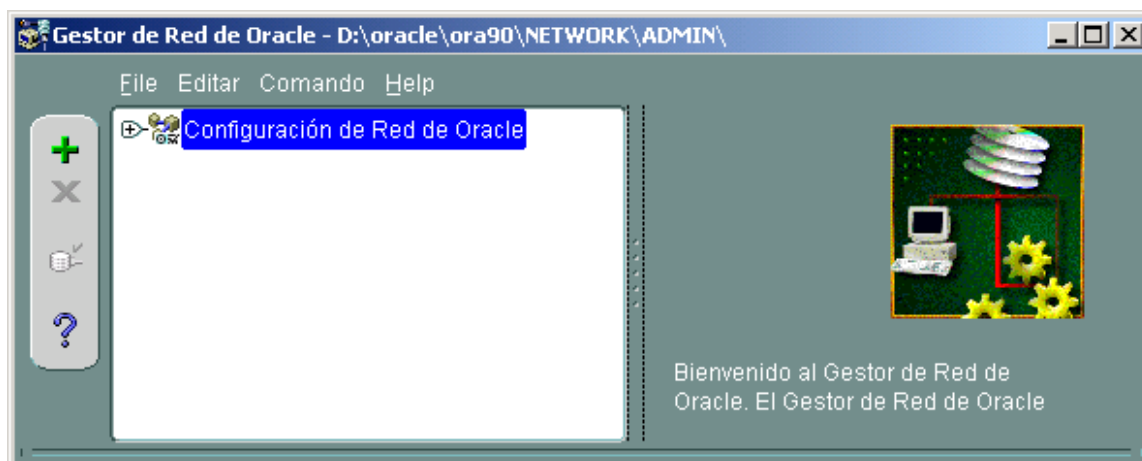 Gestor de Red de Oracle - D:\oracle\ora90\NETWORK\ADMIN\
File Editar Comando Help
Configuración de Red de Oracle
Bienvenido al Gestor de Red de
Oracle. El Gestor de Red de Oracle